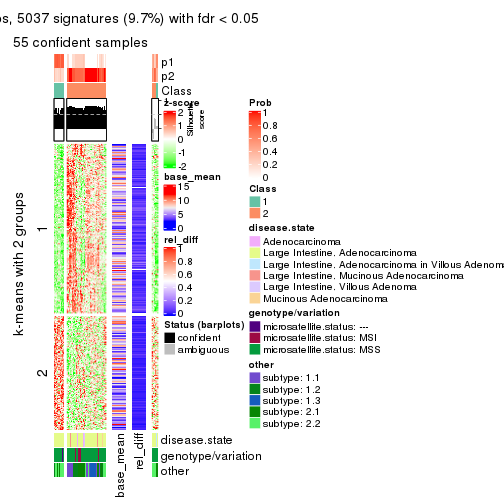 os, 5037 signatures (9.7%) with fdr < 0.05
55 confident samples
p1
p2
Class
Silhouette
score
k-means with 2 groups
1
2
disease.state
genotype/variation
other
base_mean
rel_diff
z-score
2
1
0
-1
-2
base_mean
15
10
5
0
rel_diff
1
0.8
0.6
0.4
0.2
0
Status (barplots)
confident
ambiguous
Prob
1
0.8
0.6
0.4
0.2
0
Class
1
2
disease.state
Adenocarcinoma
Large Intestine. Adenocarcinoma
Large Intestine. Adenocarcinoma in Villous Adenom
Large Intestine. Mucinous Adenocarcinoma
Large Intestine. Villous Adenoma
Mucinous Adenocarcinoma
genotype/variation
microsatellite.status: ---
microsatellite.status: MSI
microsatellite.status: MSS
other
subtype: 1.1
subtype: 1.2
subtype: 1.3
subtype: 2.1
subtype: 2.2